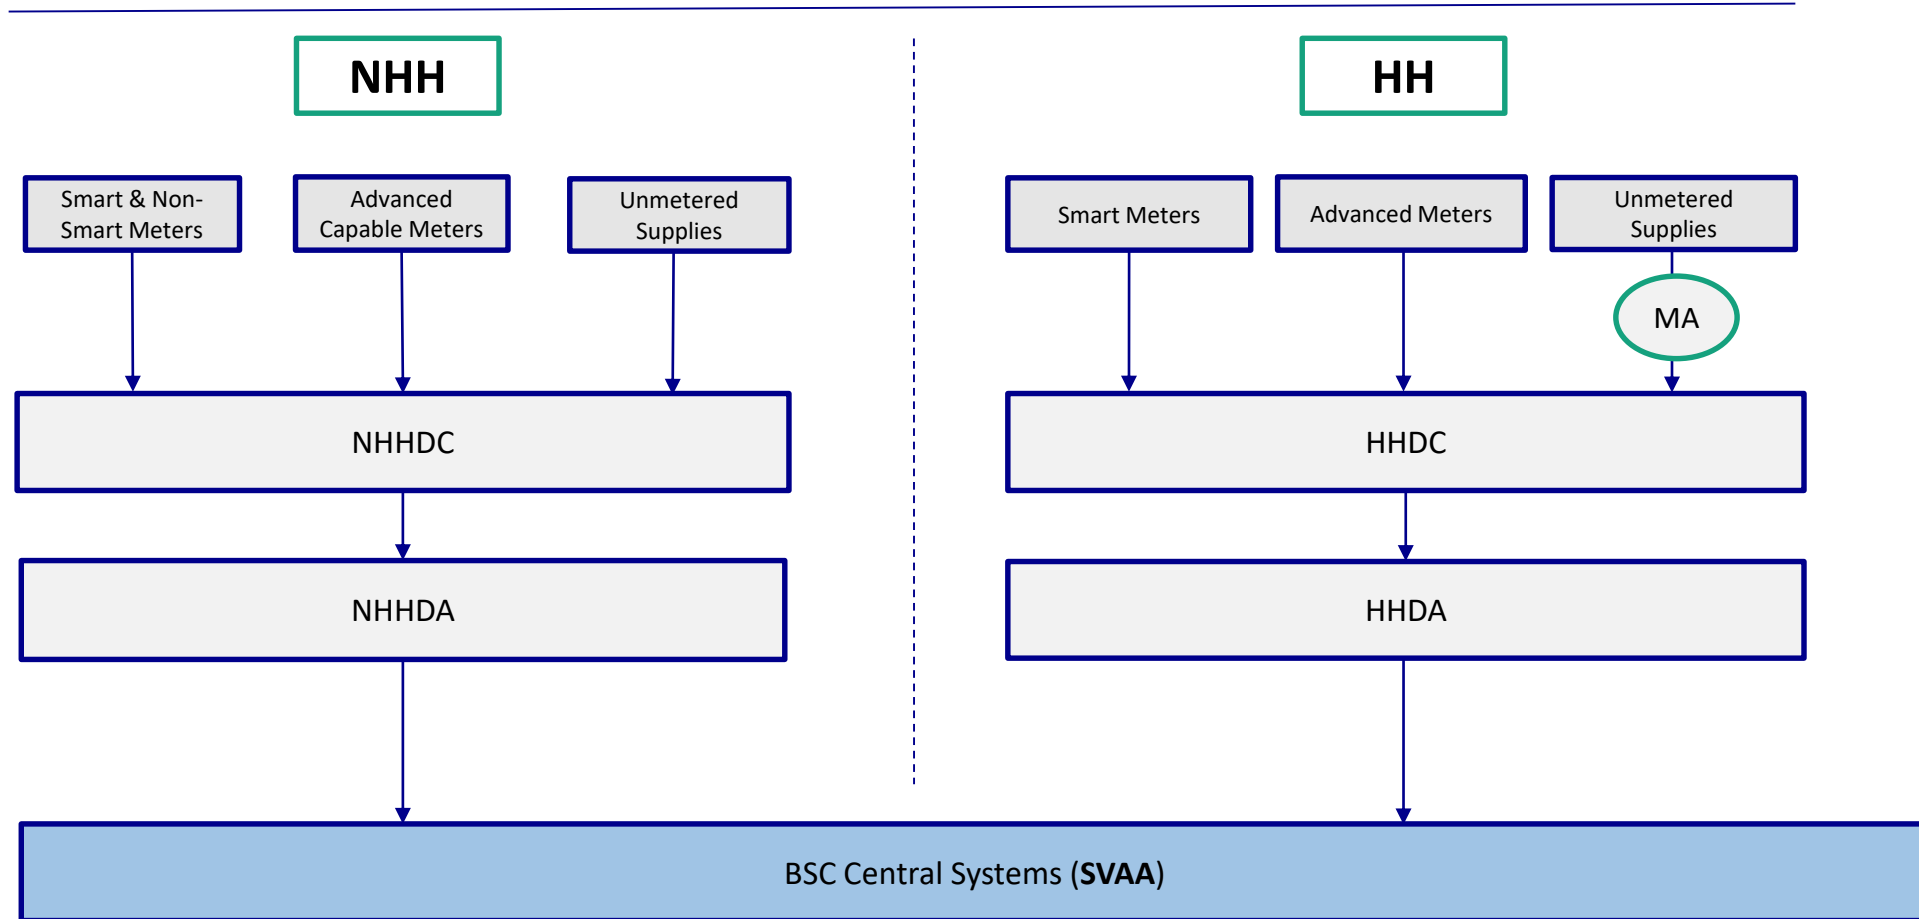 NHH
HH
Smart & Non-
Smart Meters
Advanced
Capable Meters
Unmetered
Supplies
Smart Meters
Advanced Meters
Unmetered
Supplies
MA
NHHDC
HHDC
NHHDA
HHDA
BSC Central Systems (SVAA)